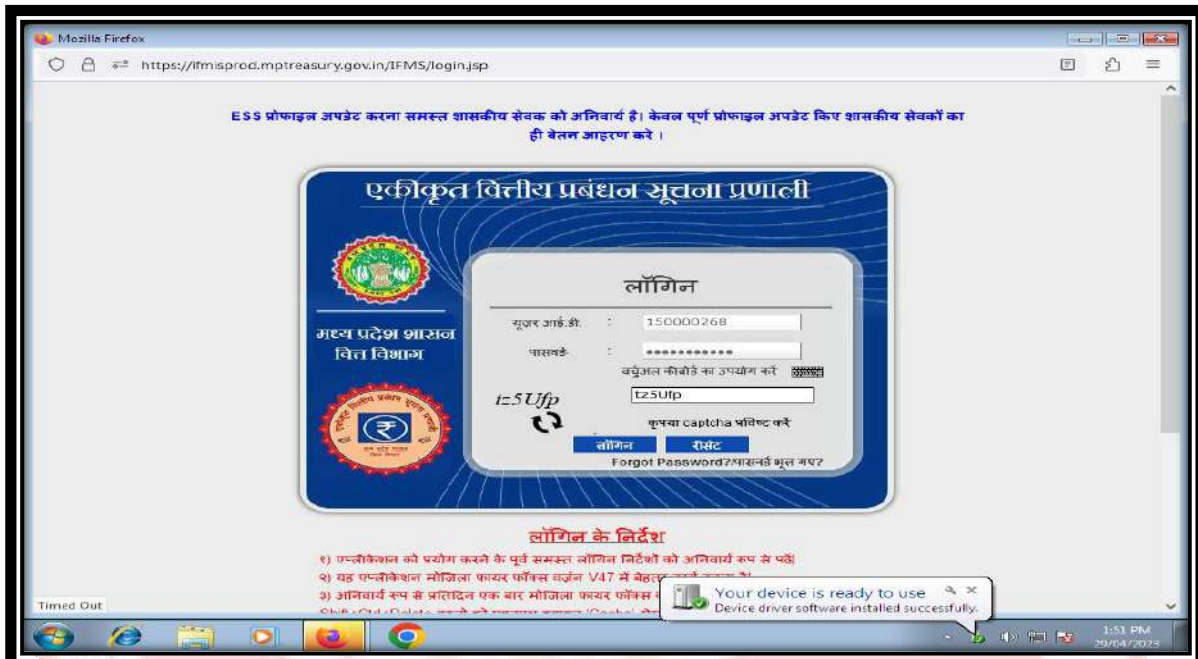 Mozilla Firefox
https://ifmisprod.mptreasury.gov.in/IFMS/login.jsp
ESS प्रोफाइल अपडेट करना समस्त शासकीय सेवक को अनिवार्य है। केवल पूर्ण प्रोफाइल अपडेट किए शासकीय सेवकों का
ही वेतन आहरण करे ।
एकीकृत वित्तीय प्रबंधन सूचना प्रणाली
लॉगिन
यूज़र आई.डी. : 150000268
मध्य प्रदेश शासन
वित्त विभाग
पासवर्ड :
वर्चुअल कीबोर्ड का उपयोग करें
tz5Ufp
tz5Ufp
कृपया captcha प्रविष्ट करें
लॉगिन रीसेट
Forgot Password?/पासवर्ड भूल गए?
लॉगिन के निर्देश
१) एप्लीकेशन को प्रयोग करने के पूर्व समस्त लॉगिन निर्देशों को अनिवार्य रूप से पढें
२) यह एप्लीकेशन मोजिला फायर फॉक्स वर्ज़न V47 में बेहतर
३) अनिवार्य रूप से प्रतिदिन एक बार मोजिला फायर फॉक्स
Your device is ready to use
Device driver software installed successfully.
Timed Out
1:51 PM
29/04/2023